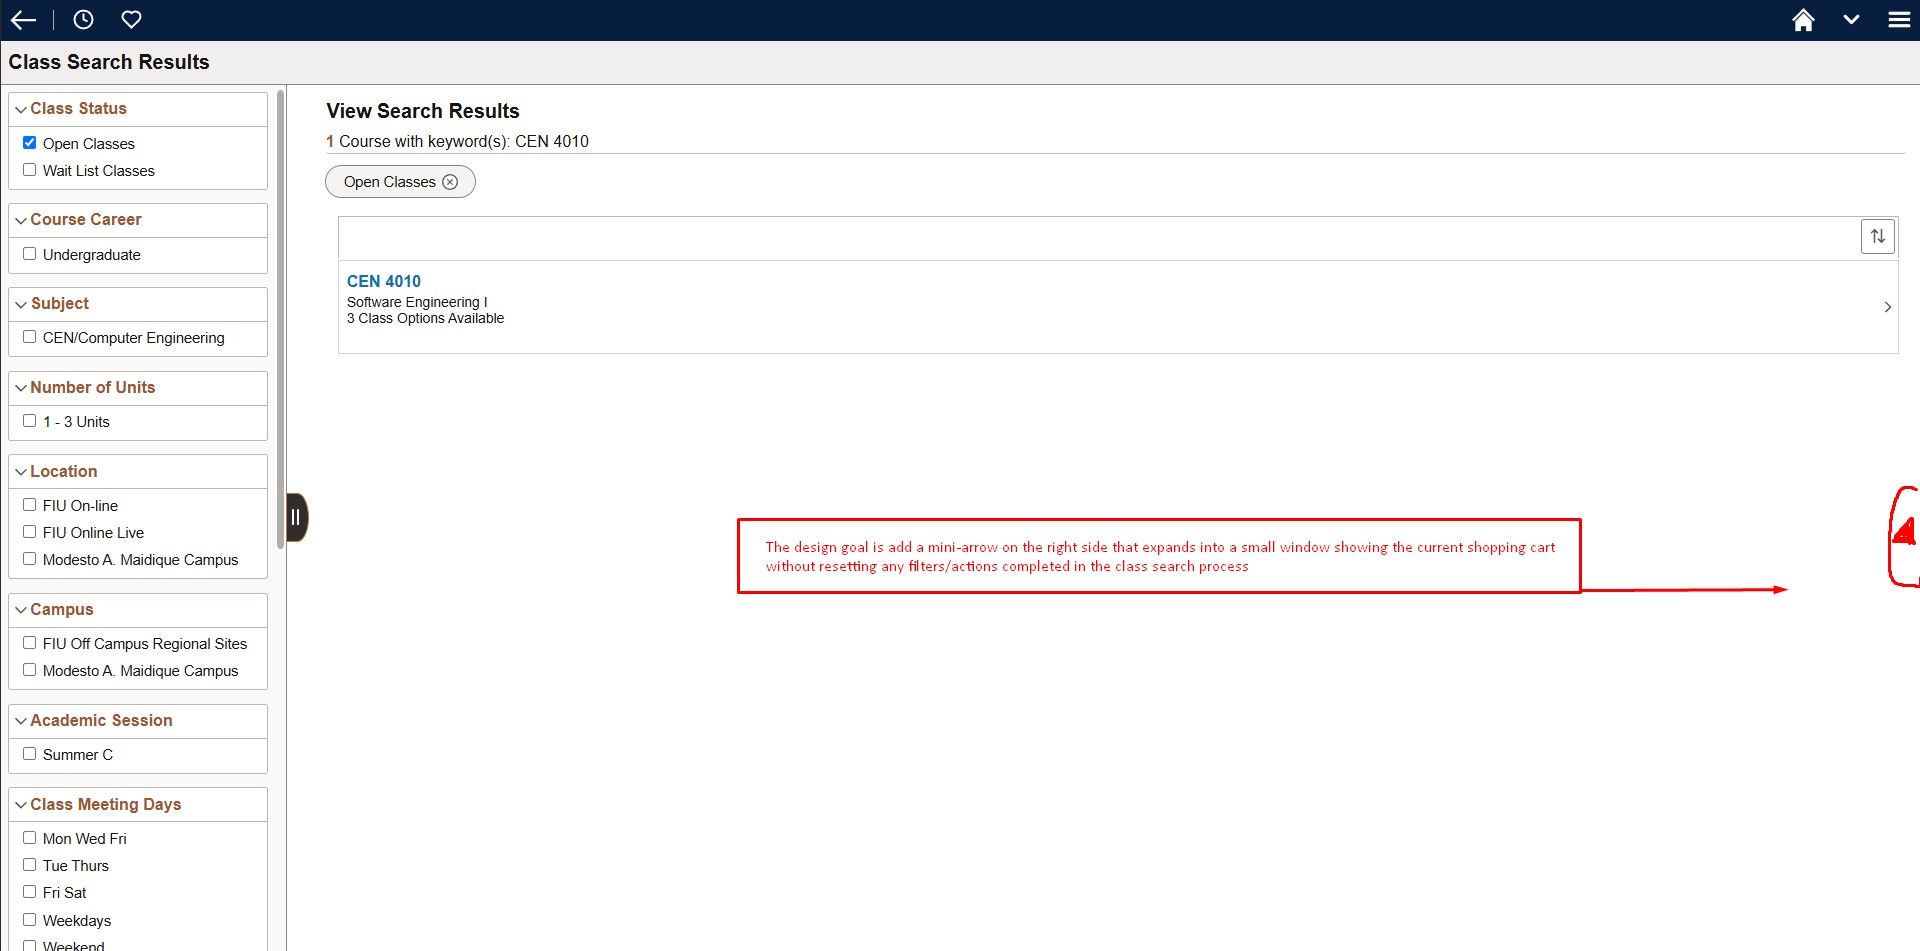 Class Search Results
Class Status
Open Classes
Wait List Classes
Course Career
Undergraduate
Subject
CEN/Computer Engineering
Number of Units
1 - 3 Units
Location
FIU On-line
FIU Online Live
Modesto A. Maidique Campus
Campus
FIU Off Campus Regional Sites
Modesto A. Maidique Campus
Academic Session
Summer C
Class Meeting Days
Mon Wed Fri
Tue Thurs
Fri Sat
Weekdays
Weekend
View Search Results
1 Course with keyword(s): CEN 4010
Open Classes
CEN 4010
Software Engineering I
3 Class Options Available
The design goal is add a mini-arrow on the right side that expands into a small window showing the current shopping cart
without resetting any filters/actions completed in the class search process